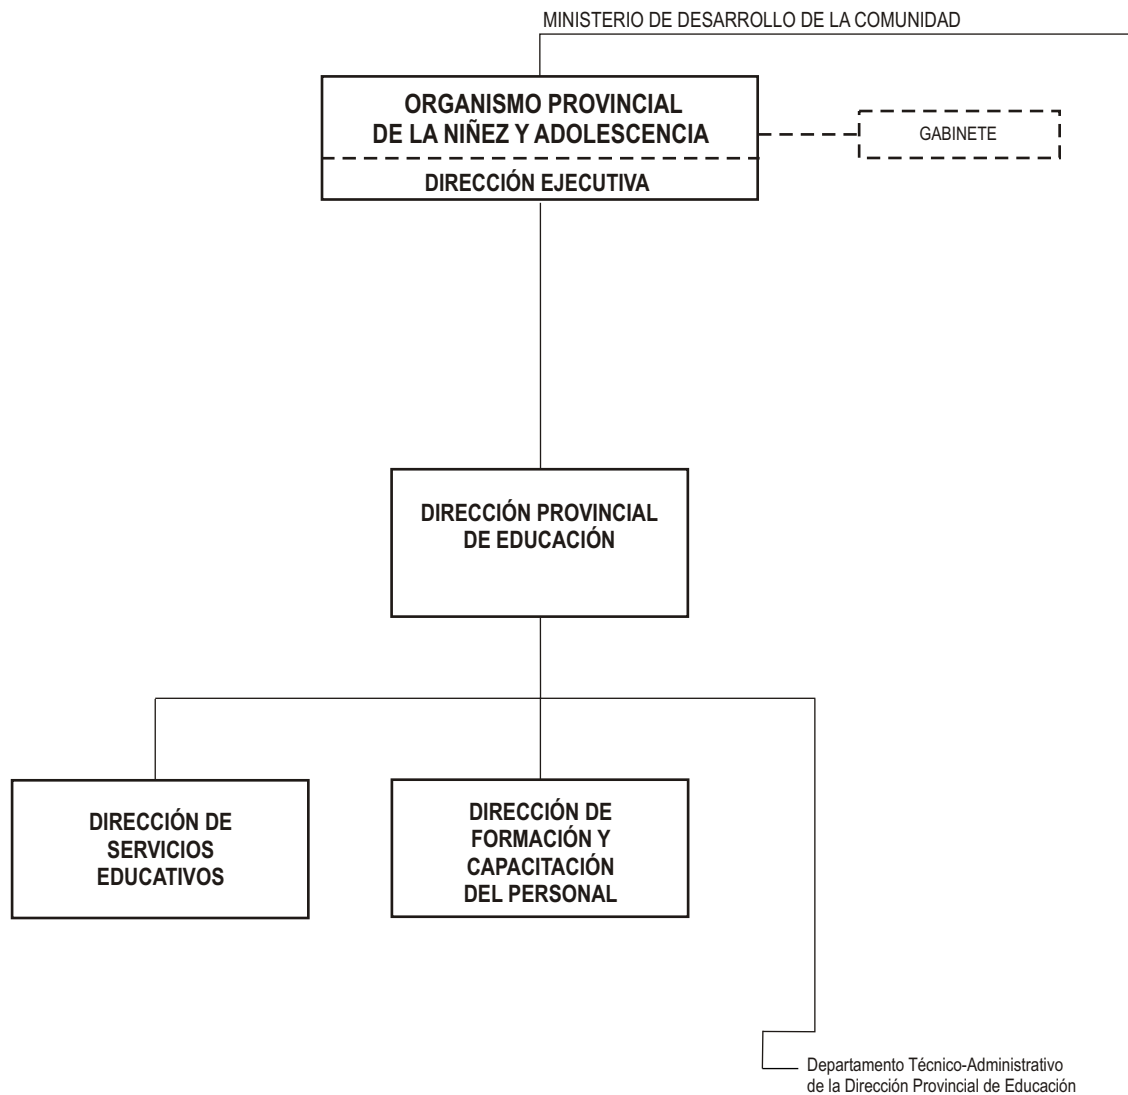 MINISTERIO DE DESARROLLO DE LA COMUNIDAD
ORGANISMO PROVINCIAL
DE LA NIÑEZ Y ADOLESCENCIA
GABINETE
DIRECCIÓN EJECUTIVA
DIRECCIÓN PROVINCIAL
DE EDUCACIÓN
DIRECCIÓN DE
SERVICIOS
EDUCATIVOS
DIRECCIÓN DE
FORMACIÓN Y
CAPACITACIÓN
DEL PERSONAL
Departamento Técnico-Administrativo
de la Dirección Provincial de Educación